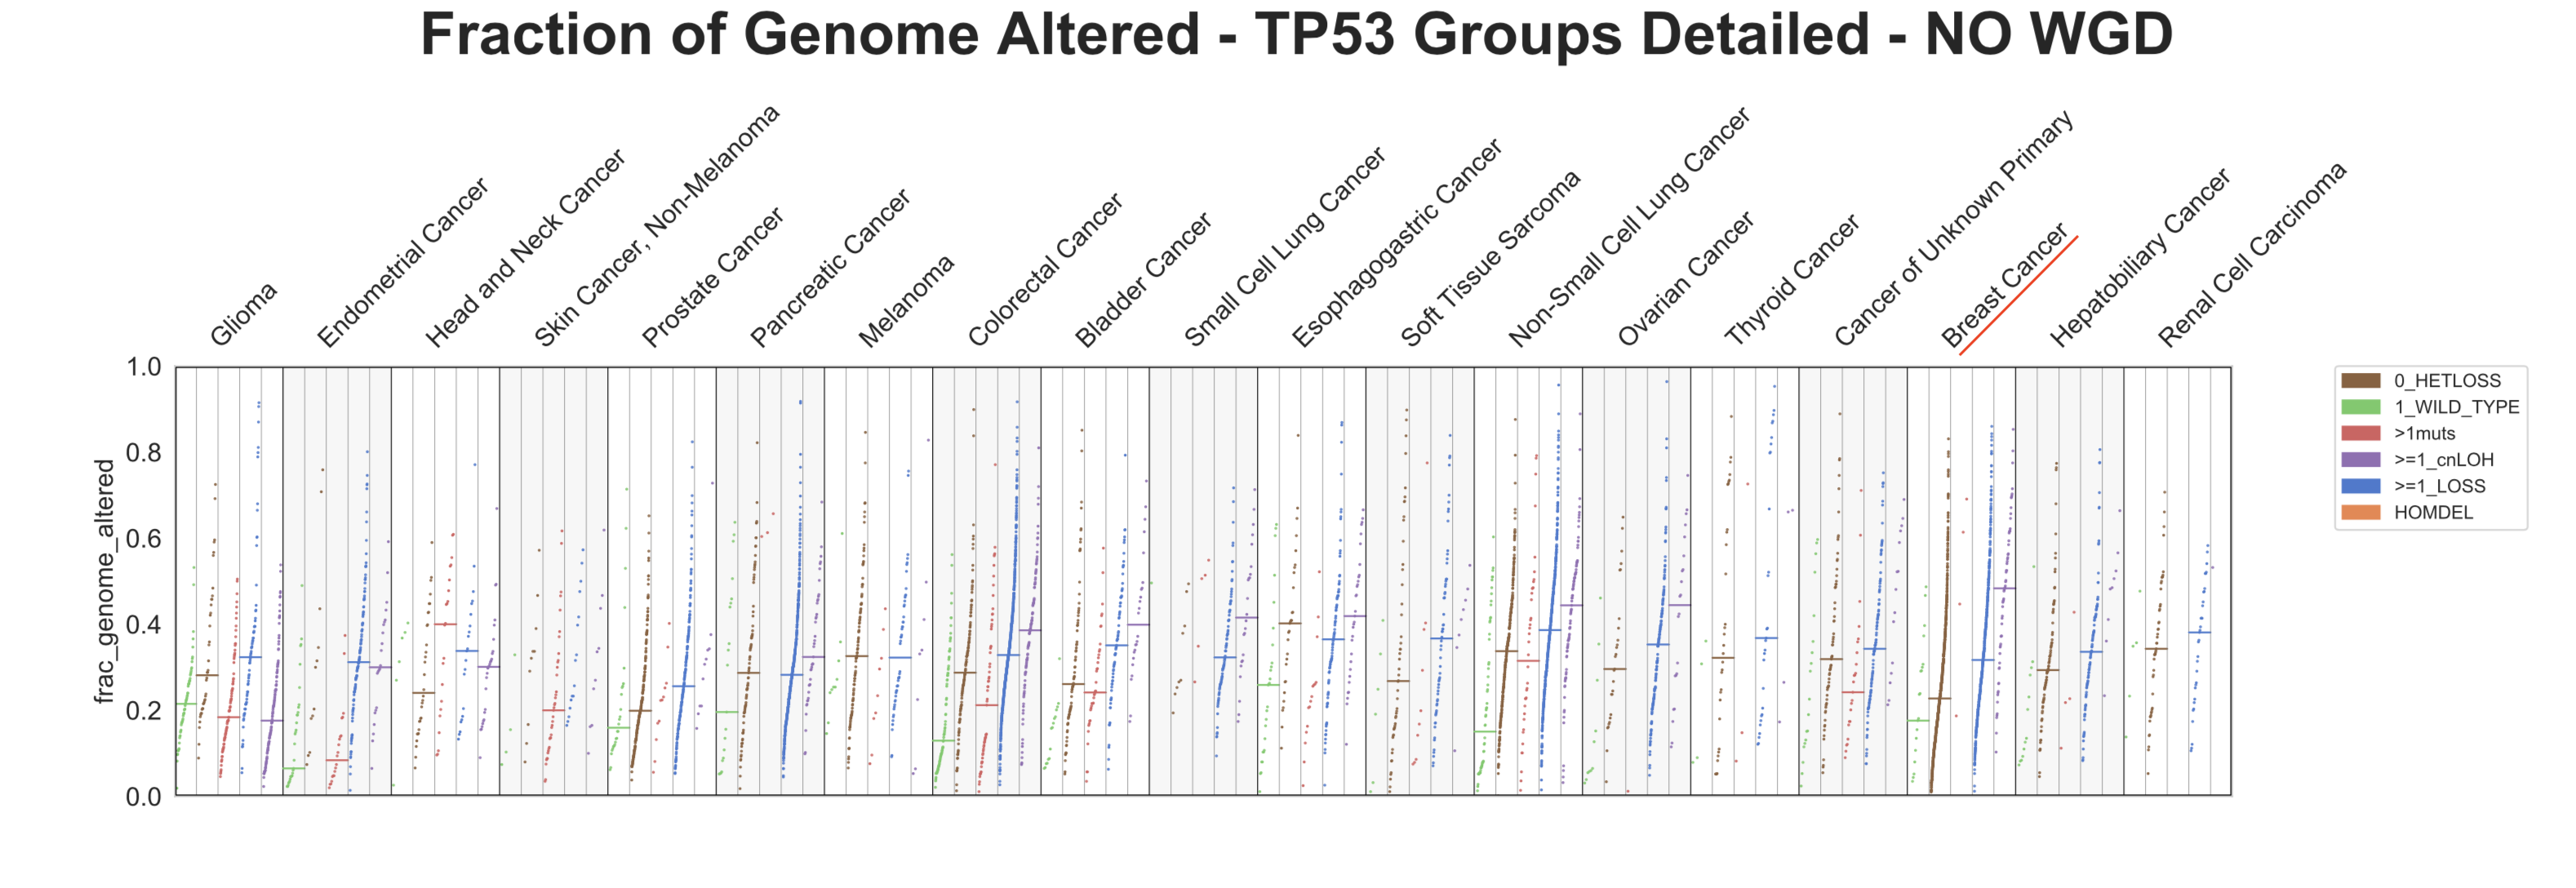 Fraction of Genome Altered - TP53 Groups Detailed - NO WGD
Glioma
Endometrial Cancer
Head and Neck Cancer
Skin Cancer, Non-Melanoma
Prostate Cancer
Pancreatic Cancer
Melanoma
Colorectal Cancer
Bladder Cancer
Small Cell Lung Cancer
Esophagogastric Cancer
Soft Tissue Sarcoma
Non-Small Cell Lung Cancer
Ovarian Cancer
Thyroid Cancer
Cancer of Unknown Primary
Breast Cancer
Hepatobiliary Cancer
Renal Cell Carcinoma
frac_genome_altered
1.0
0.8
0.6
0.4
0.2
0.0
0_HETLOSS
1_WILD_TYPE
>1muts
>=1_cnLOH
>=1_LOSS
HOMDEL